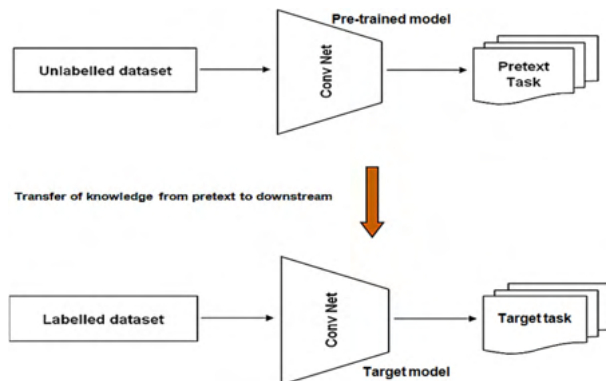 Pre-trained model
Unlabelled dataset
Conv Net
Pretext
Task
Transfer of knowledge from pretext to downstream
Labelled dataset
Conv Net
Target task
Target model